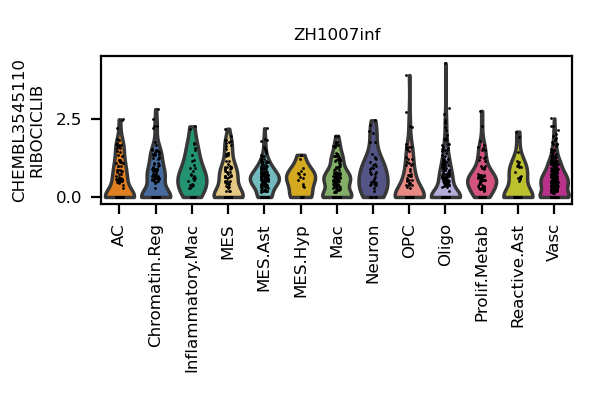 ZH1007inf
CHEMBL3545110
RIBOCICLIB
2.5
0.0
AC
Chromatin.Reg
Inflammatory.Mac
MES
MES.Ast
MES.Hyp
Mac
Neuron
OPC
Oligo
Prolif.Metab
Reactive.Ast
Vasc